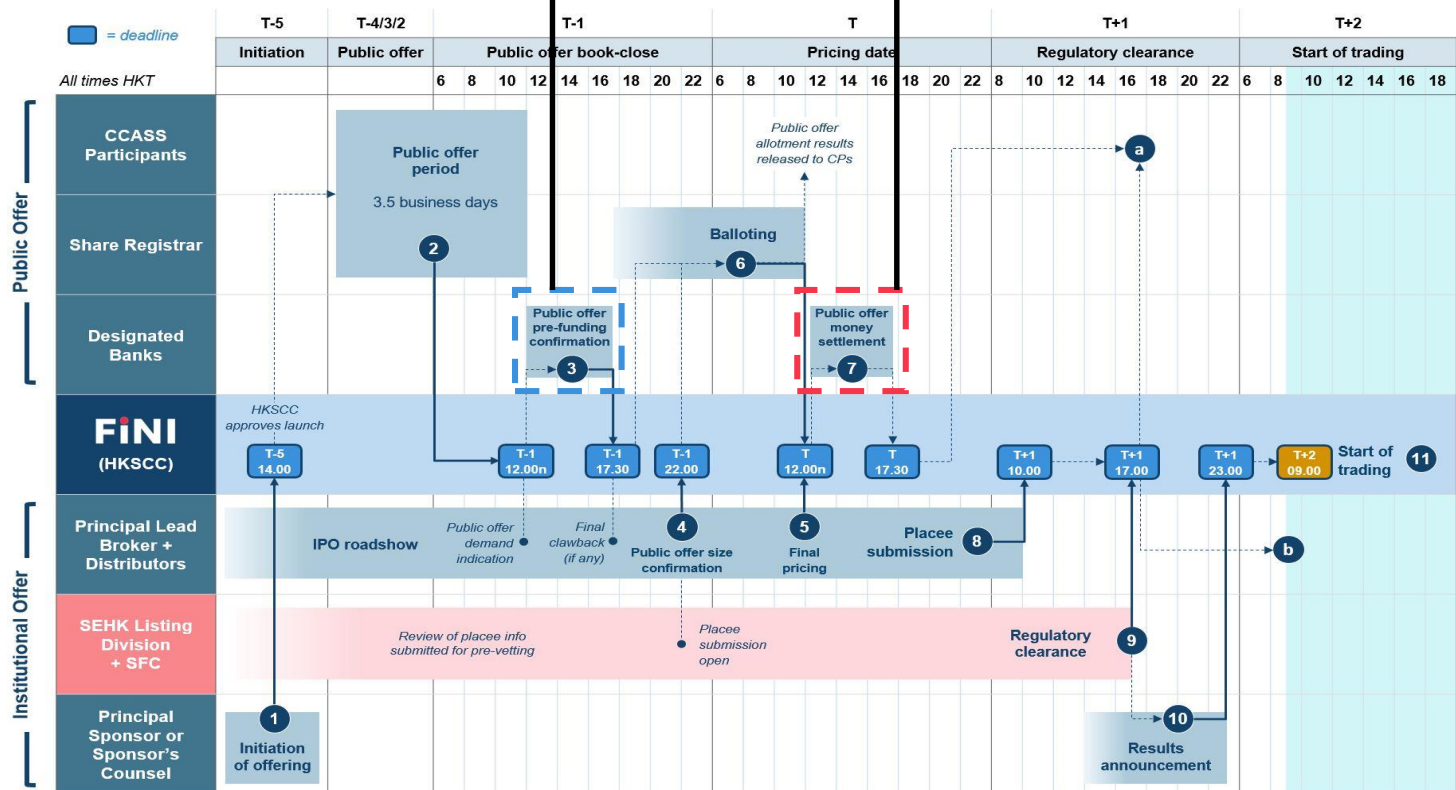 = deadline
T-5
T-4/3/2
T-1
T
T+1
T+2
Initiation
Public offer
Public offer book-close
Pricing date
Regulatory clearance
Start of trading
All times HKT
6 8 10 12 14 16 20 22
6 8 10 12 14 16 18 20 22
8 10 12 14 16 20 22
6 8 10 12 14 16 18
Public Offer
CCASS
Participants
Public offer
period
3.5 business days
Public offer
allotment results
released to CPs
a
Share Registrar
2
Balloting
6
Designated
Banks
Public offer
pre-funding
confirmation
3
Public offer
money
settlement
7
FiNI
(HKSCC)
HKSCC
approves launch
T-5
14.00
T-1
12.00n
T-1
17.30
T-1
22.00
T
12.00n
T
17.30
T+1
10.00
T+1
17.00
T+1
23.00
T+2
09.00
Start of
trading
11
Institutional Offer
Principal Lead
Broker +
Distributors
IPO roadshow
Public offer
demand
indication
Final
clawback
(if any)
4
Public offer size
confirmation
5
Final
pricing
Placee
submission
8
b
SEHK Listing
Division
+ SFC
Review of placee info
submitted for pre-vetting
Placee
submission
open
Regulatory
clearance
9
Principal
Sponsor or
Sponsor's
Counsel
1
Initiation
of offering
10
Results
announcement